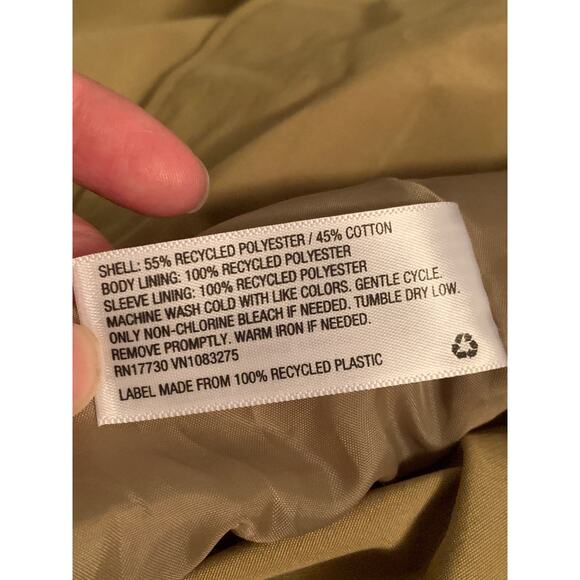 SHELL: 55% RECYCLED POLYESTER / 45% COTTON
BODY LINING: 100% RECYCLED POLYESTER
SLEEVE LINING: 100% RECYCLED POLYESTER
MACHINE WASH COLD WITH LIKE COLORS. GENTLE CYCLE.
ONLY NON-CHLORINE BLEACH IF NEEDED. TUMBLE DRY LOW.
REMOVE PROMPTLY. WARM IRON IF NEEDED.
RN17730 VN1083275
LABEL MADE FROM 100% RECYCLED PLASTIC